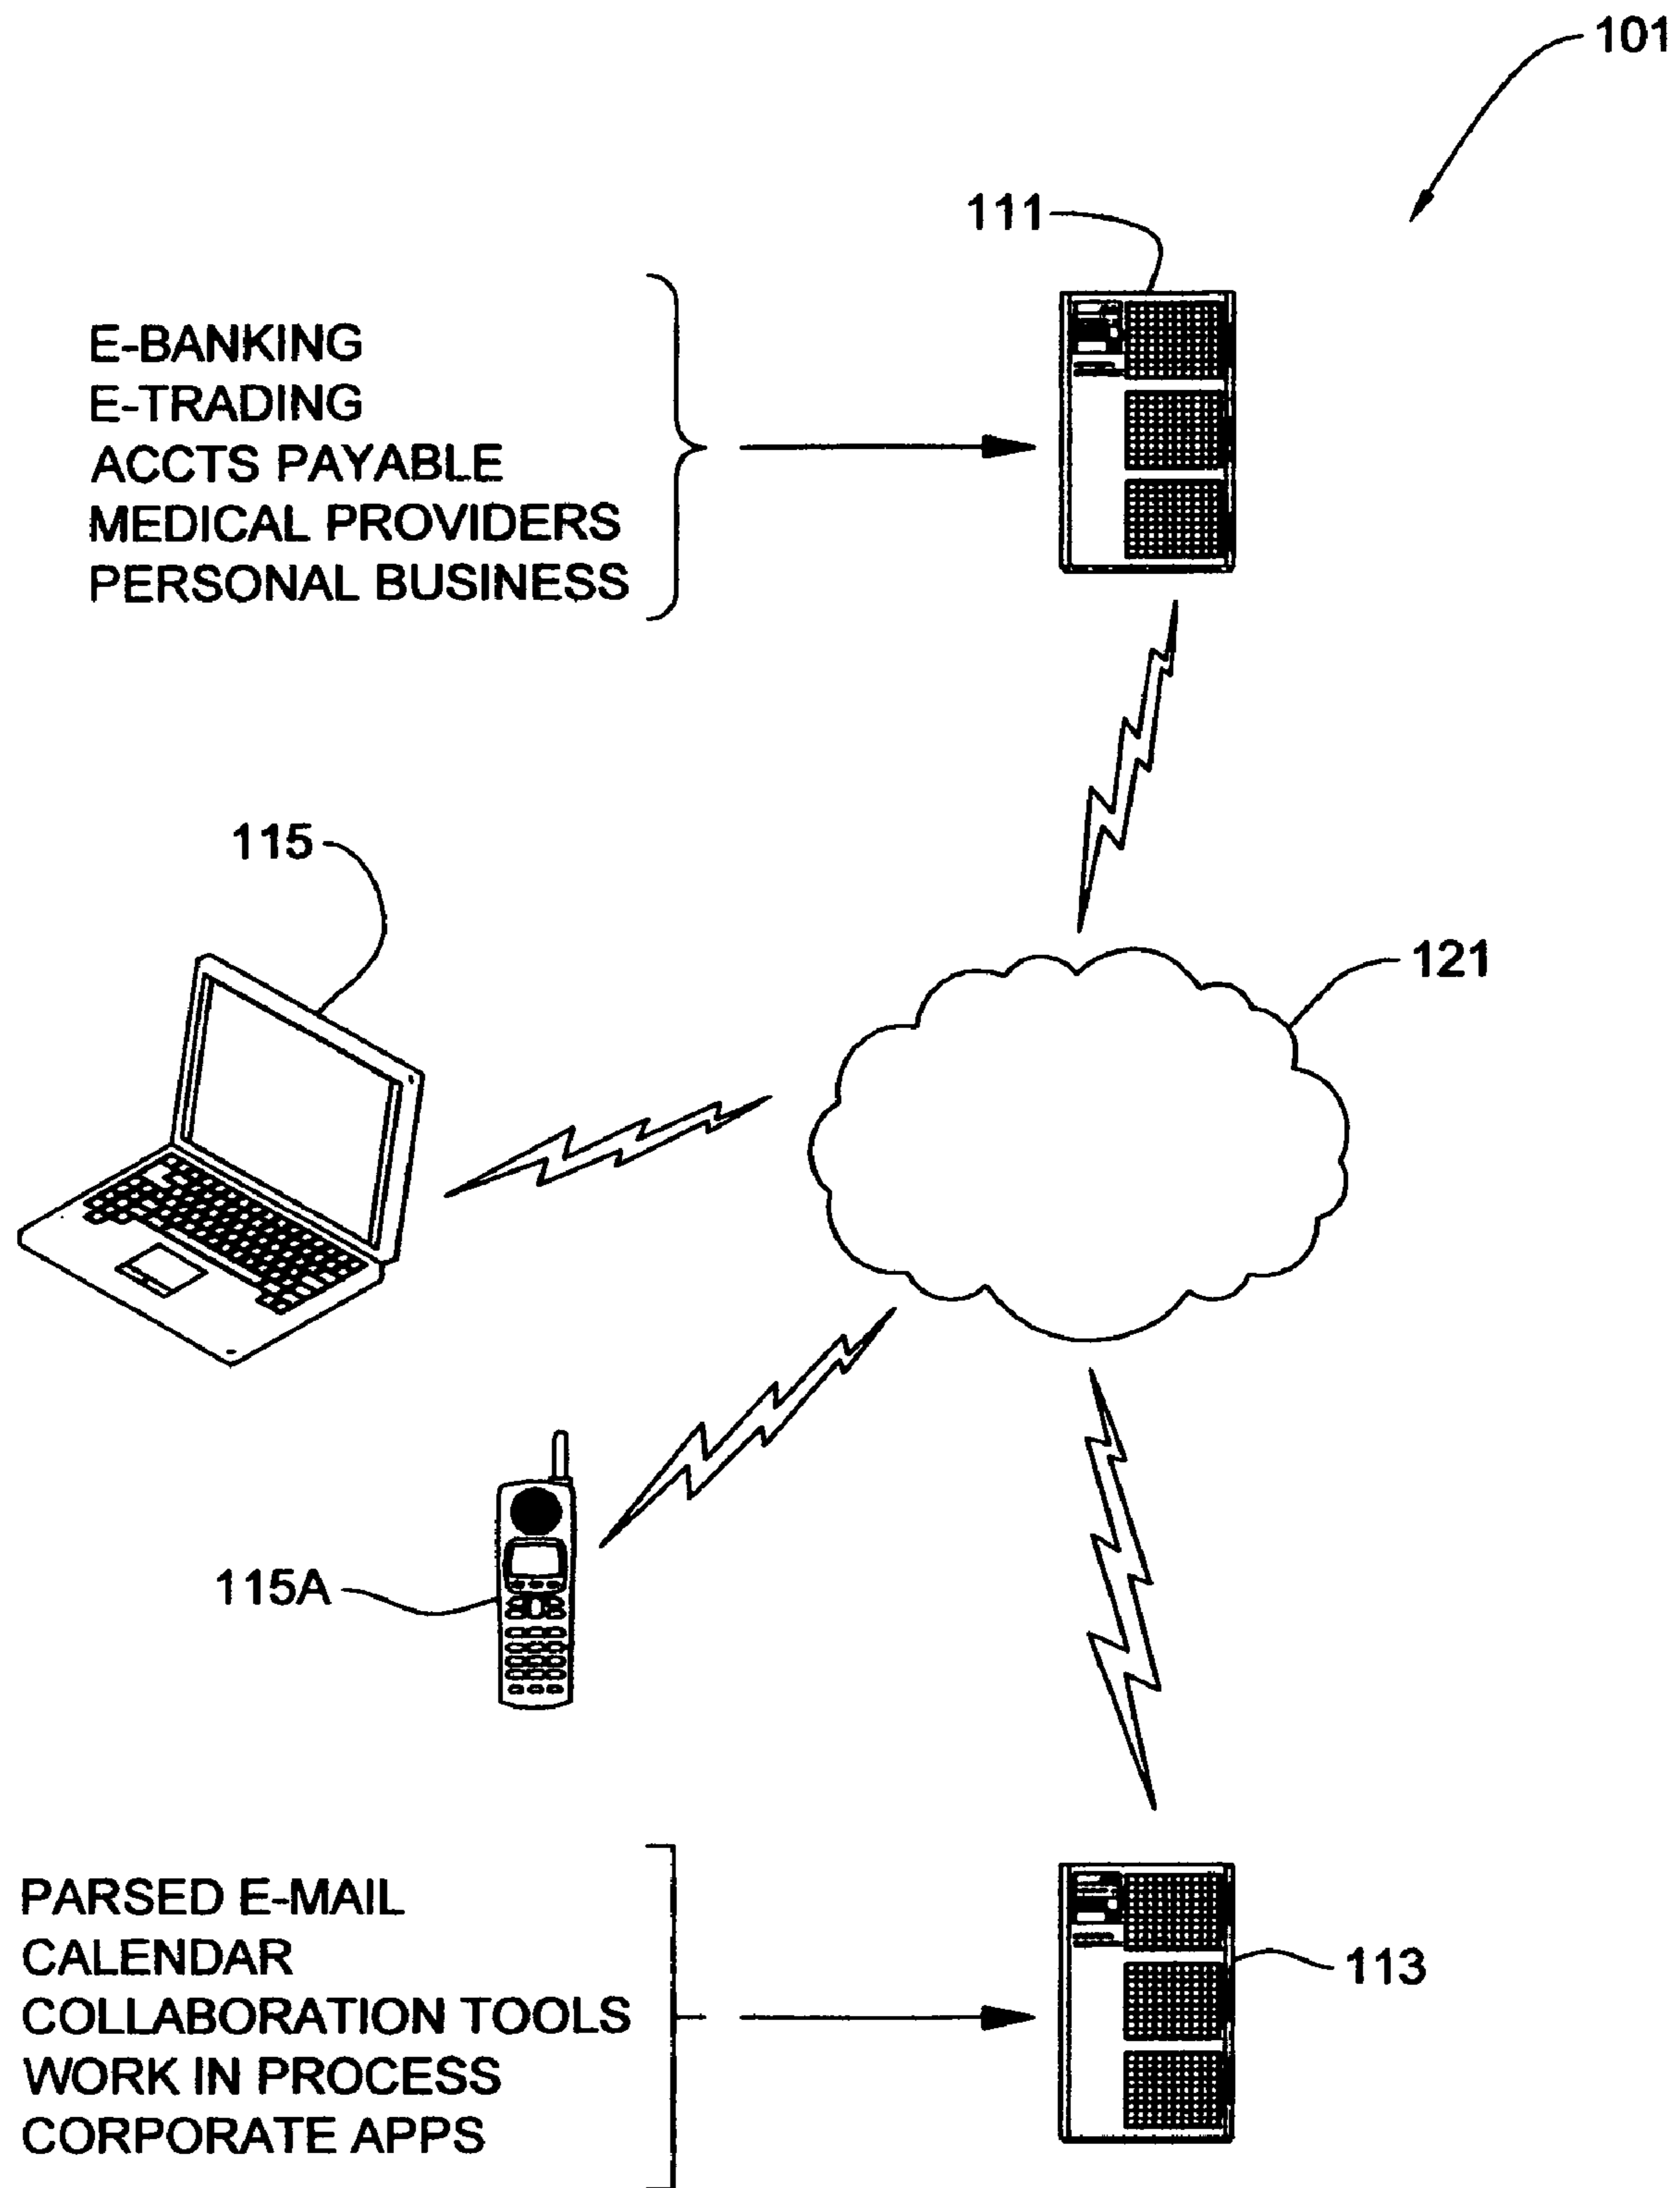 101
111
E-BANKING
E-TRADING
ACCTS PAYABLE
MEDICAL PROVIDERS
PERSONAL BUSINESS
115
121
115A
PARSED E-MAIL
CALENDAR
COLLABORATION TOOLS
WORK IN PROCESS
CORPORATE APPS
113